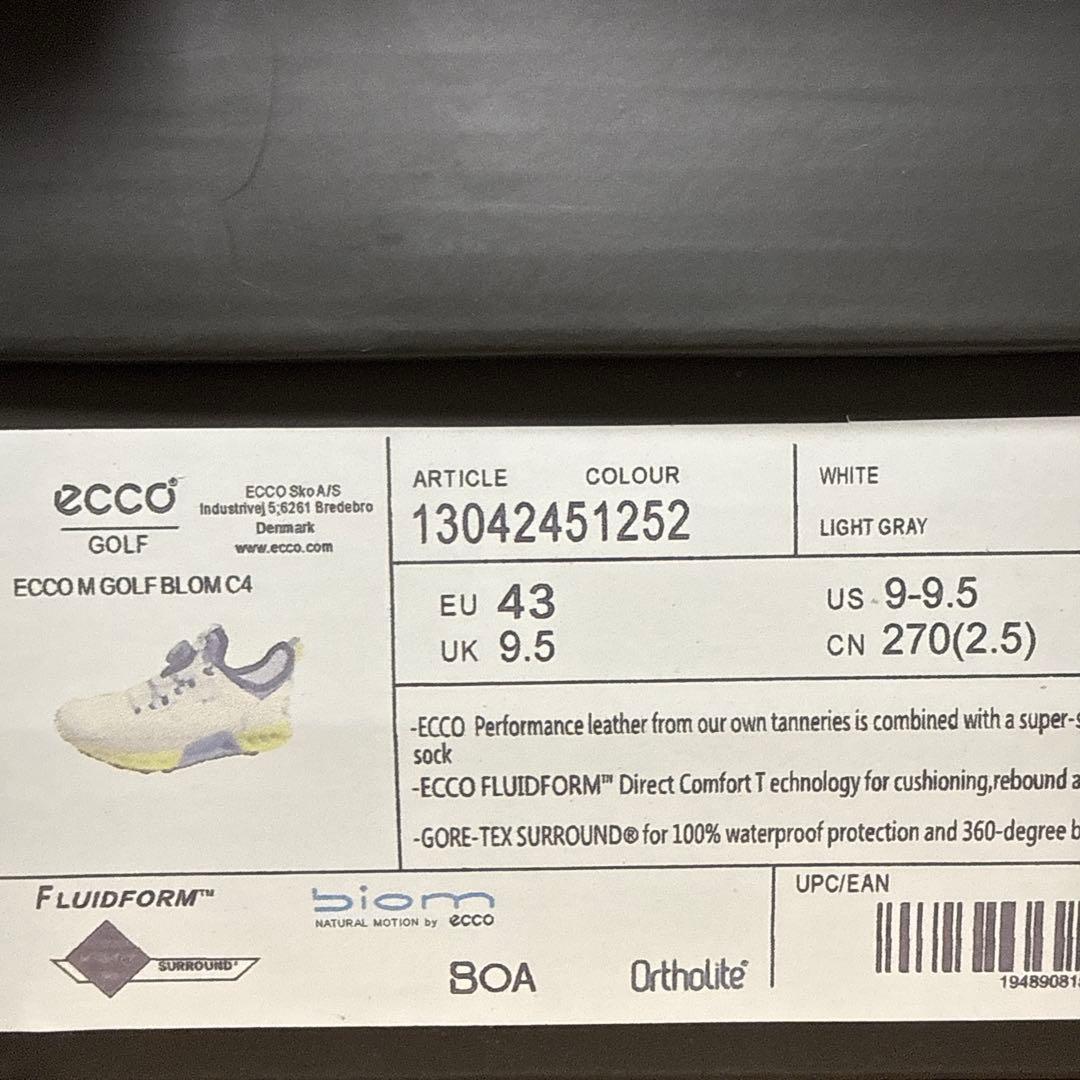 ecco
GOLF
ECCO Sko A/S
Industrivej 5;6261 Bredebro
Denmark
www.ecco.com
ECCO M GOLF BLOM C4
ARTICLE COLOUR
13042451252
WHITE
LIGHT GRAY
EU 43
UK 9.5
US 9-9.5
CN 270(2.5)
-ECCO Performance leather from our own tanneries is combined with a super-s
sock
-ECCO FLUIDFORM™ Direct Comfort T echnology for cushioning,rebound a
-GORE-TEX SURROUND® for 100% waterproof protection and 360-degree b
FLUIDFORM™
SURROUND®
biom
NATURAL MOTION by ecco
BOA
Ortholite®
UPC/EAN
19489081